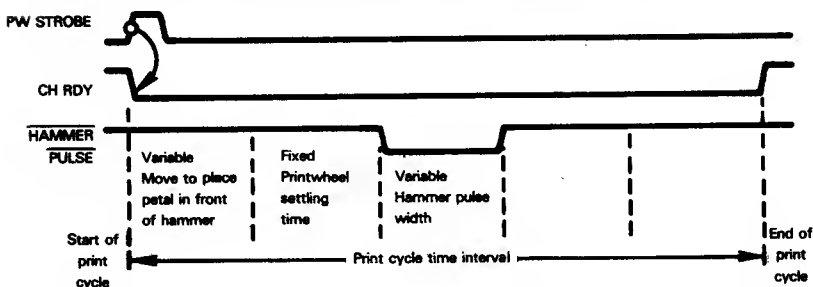 PW STROBE
CH RDY
HAMMER
PULSE
Variable
Move to place
petal in front
of hammer
Fixed
Printwheel
settling
time
Variable
Hammer pulse
width
Start of
print
cycle
Print cycle time interval
End of
print
cycle